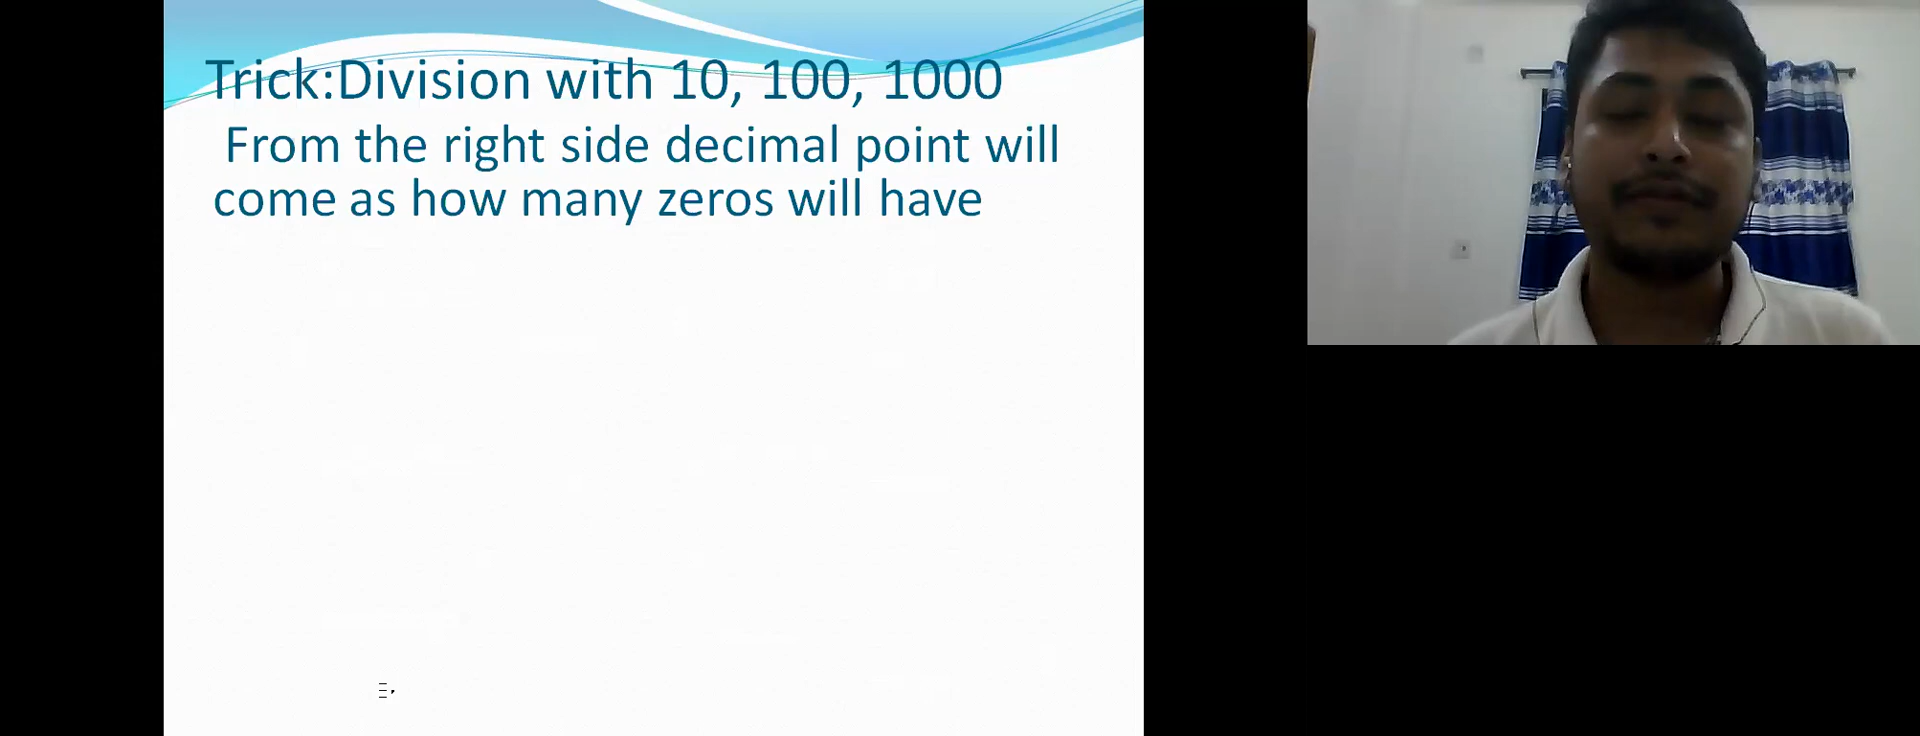 Trick:Division with 10, 100, 1000
From the right side decimal point will
come as how many zeros will have